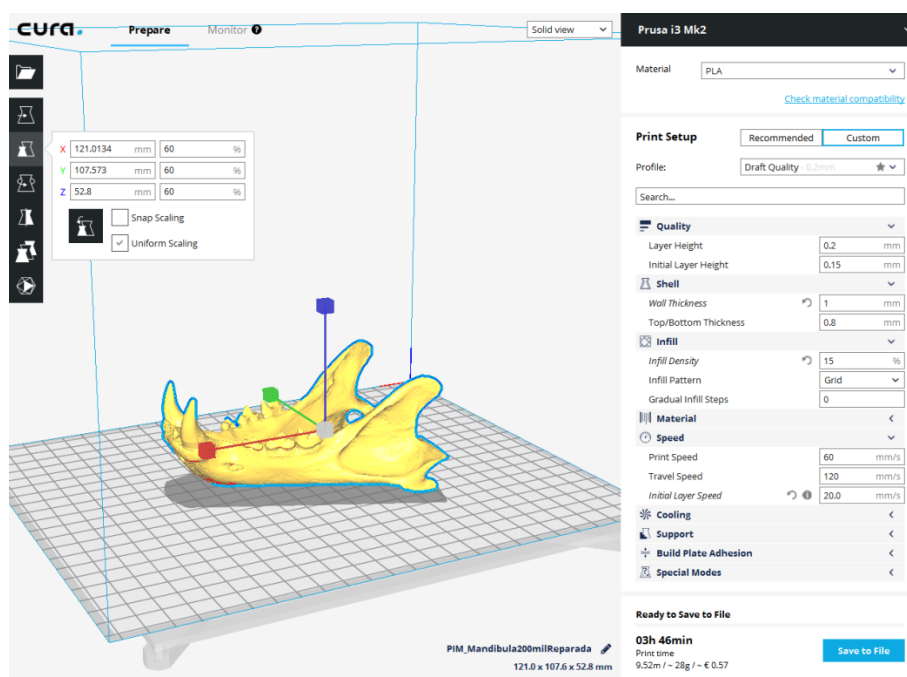 cura.
Prepare
Monitor ?
Solid view
X 121.0134 mm 60 %
Y 107.573 mm 60 %
Z 52.8 mm 60 %
Snap Scaling
Uniform Scaling
PIM_Mandibula200milReparada
121.0 x 107.6 x 52.8 mm
Prusa i3 Mk2
Material PLA
Check material compatibility
Print Setup Recommended Custom
Profile: Draft Quality - 0.2mm
Search...
Quality
Layer Height 0.2 mm
Initial Layer Height 0.15 mm
Shell
Wall Thickness 1 mm
Top/Bottom Thickness 0.8 mm
Infill
Infill Density 15 %
Infill Pattern Grid
Gradual Infill Steps 0
Material
Speed
Print Speed 60 mm/s
Travel Speed 120 mm/s
Initial Layer Speed 20.0 mm/s
Cooling
Support
Build Plate Adhesion
Special Modes
Ready to Save to File
03h 46min
Print time
9.52m / ~ 28g / ~ € 0.57
Save to File